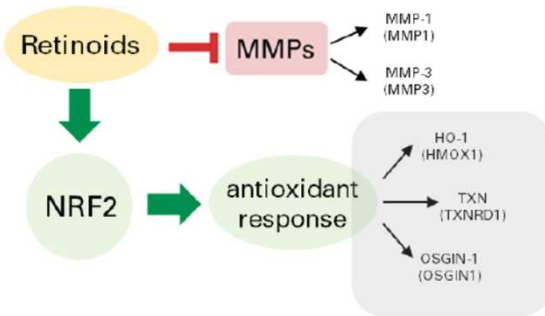 Retinoids
MMPs
MMP-1
(MMP1)
MMP-3
(MMP3)
NRF2
antioxidant
response
HO-1
(HMOX1)
TXN
(TXNRD1)
OSGIN-1
(OSGIN1)